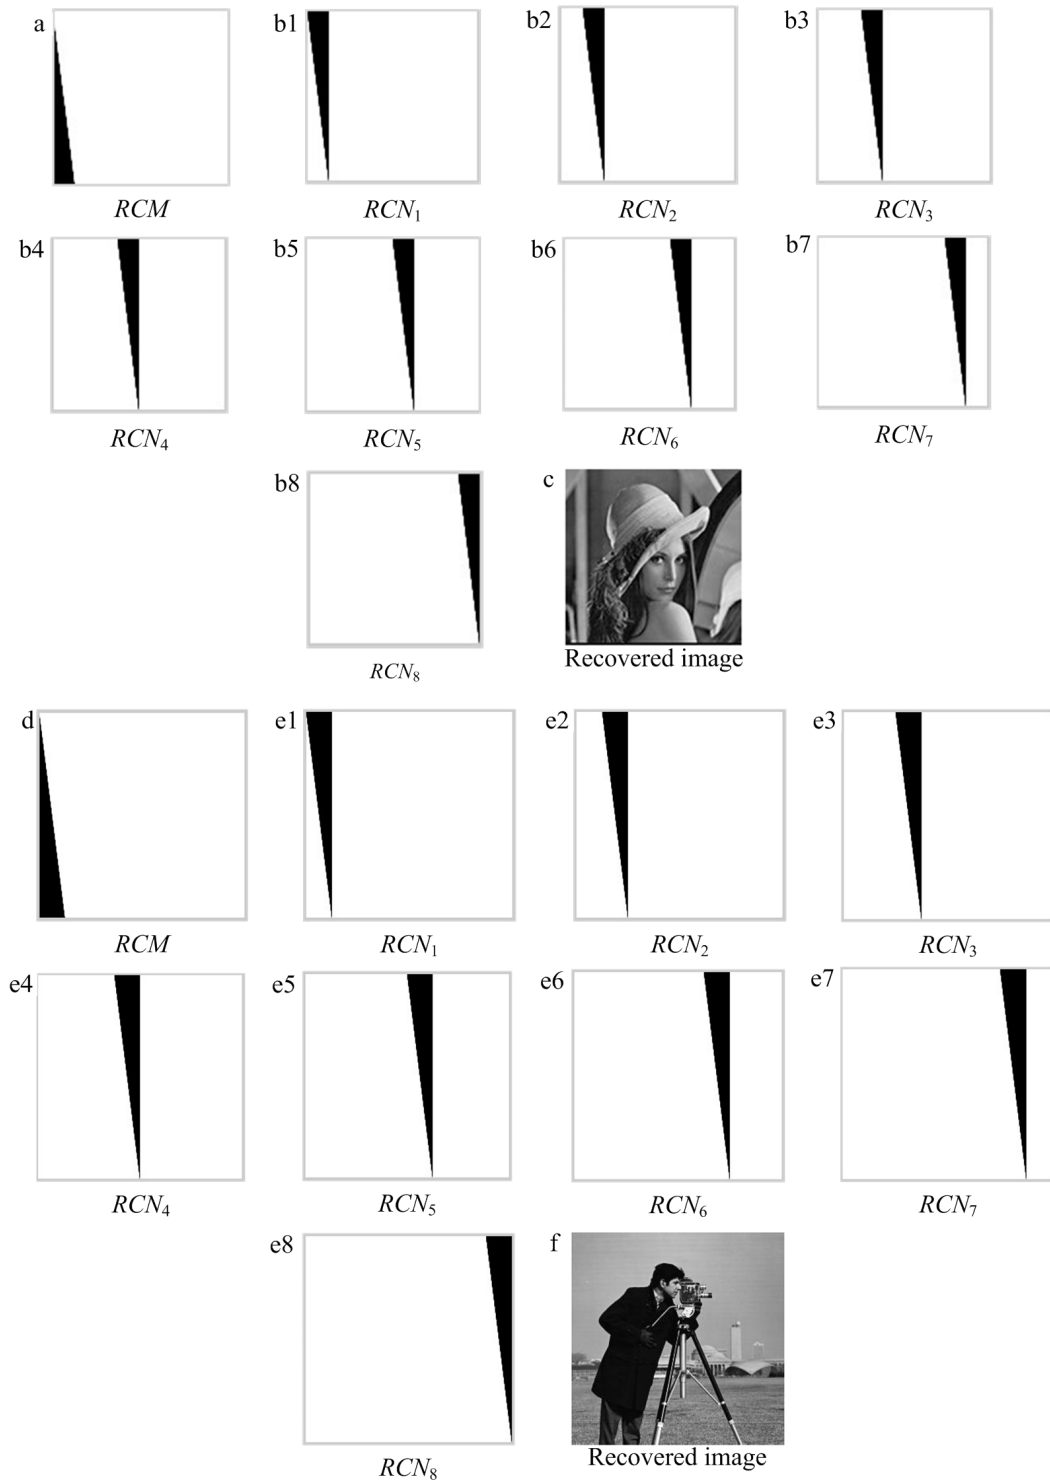 a
b1
b2
b3
RCM
RCN₁
RCN₂
RCN₃
b4
b5
b6
b7
RCN₄
RCN₅
RCN₆
RCN₇
b8
c
RCN₈
Recovered image
d
e1
e2
e3
RCM
RCN₁
RCN₂
RCN₃
e4
e5
e6
e7
RCN₄
RCN₅
RCN₆
RCN₇
e8
f
RCN₈
Recovered image